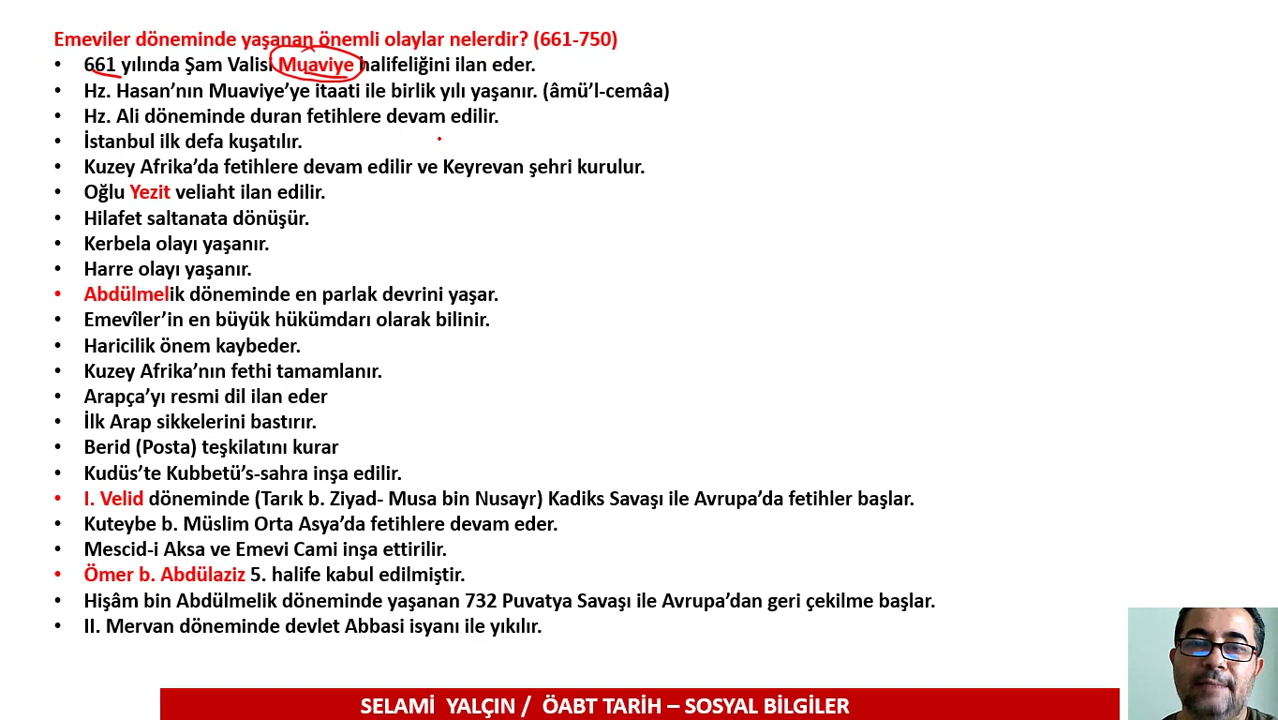 Emeviler döneminde yaşanan önemli olaylar nelerdir? (661-750)
• 661 yılında Şam Valisi Muaviye halifeliğini ilan eder.
• Hz. Hasan’nın Muaviye’ye itaati ile birlik yılı yaşanır. (âmü’l-cemâa)
• Hz. Ali döneminde duran fetihlere devam edilir.
• İstanbul ilk defa kuşatılır.
• Kuzey Afrika’da fetihlere devam edilir ve Keyrevan şehri kurulur.
• Oğlu Yezit veliaht ilan edilir.
• Hilafet saltanata dönüşür.
• Kerbela olayı yaşanır.
• Harre olayı yaşanır.
• Abdülmelik döneminde en parlak devrini yaşar.
• Emevîler’in en büyük hükümdarı olarak bilinir.
• Haricilik önem kaybeder.
• Kuzey Afrika’nın fethi tamamlanır.
• Arapça’yı resmi dil ilan eder
• İlk Arap sikkelerini bastırır.
• Berid (Posta) teşkilatını kurar
• Kudüs’te Kubbetü’s-sahra inşa edilir.
• I. Velid döneminde (Tarık b. Ziyad- Musa bin Nusayr) Kadiks Savaşı ile Avrupa’da fetihler başlar.
• Kuteybe b. Müslim Orta Asya’da fetihlere devam eder.
• Mescid-i Aksa ve Emevi Cami inşa ettirilir.
• Ömer b. Abdülaziz 5. halife kabul edilmiştir.
• Hişâm bin Abdülmelik döneminde yaşanan 732 Puvatya Savaşı ile Avrupa’dan geri çekilme başlar.
• II. Mervan döneminde devlet Abbasi isyanı ile yıkılır.
SELAMİ YALÇIN / ÖABT TARİH – SOSYAL BİLGİLER